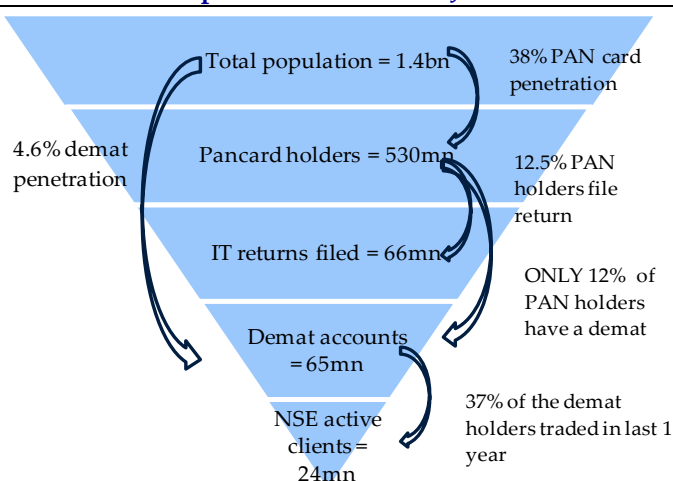 Total population = 1.4bn
38% PAN card
penetration
4.6% demat
penetration
Pancard holders = 530mn
12.5% PAN
holders file
return
IT returns filed = 66mn
ONLY 12% of
PAN holders
have a demat
Demat accounts
= 65mn
37% of the demat
holders traded in last 1
year
NSE active
clients =
24mn